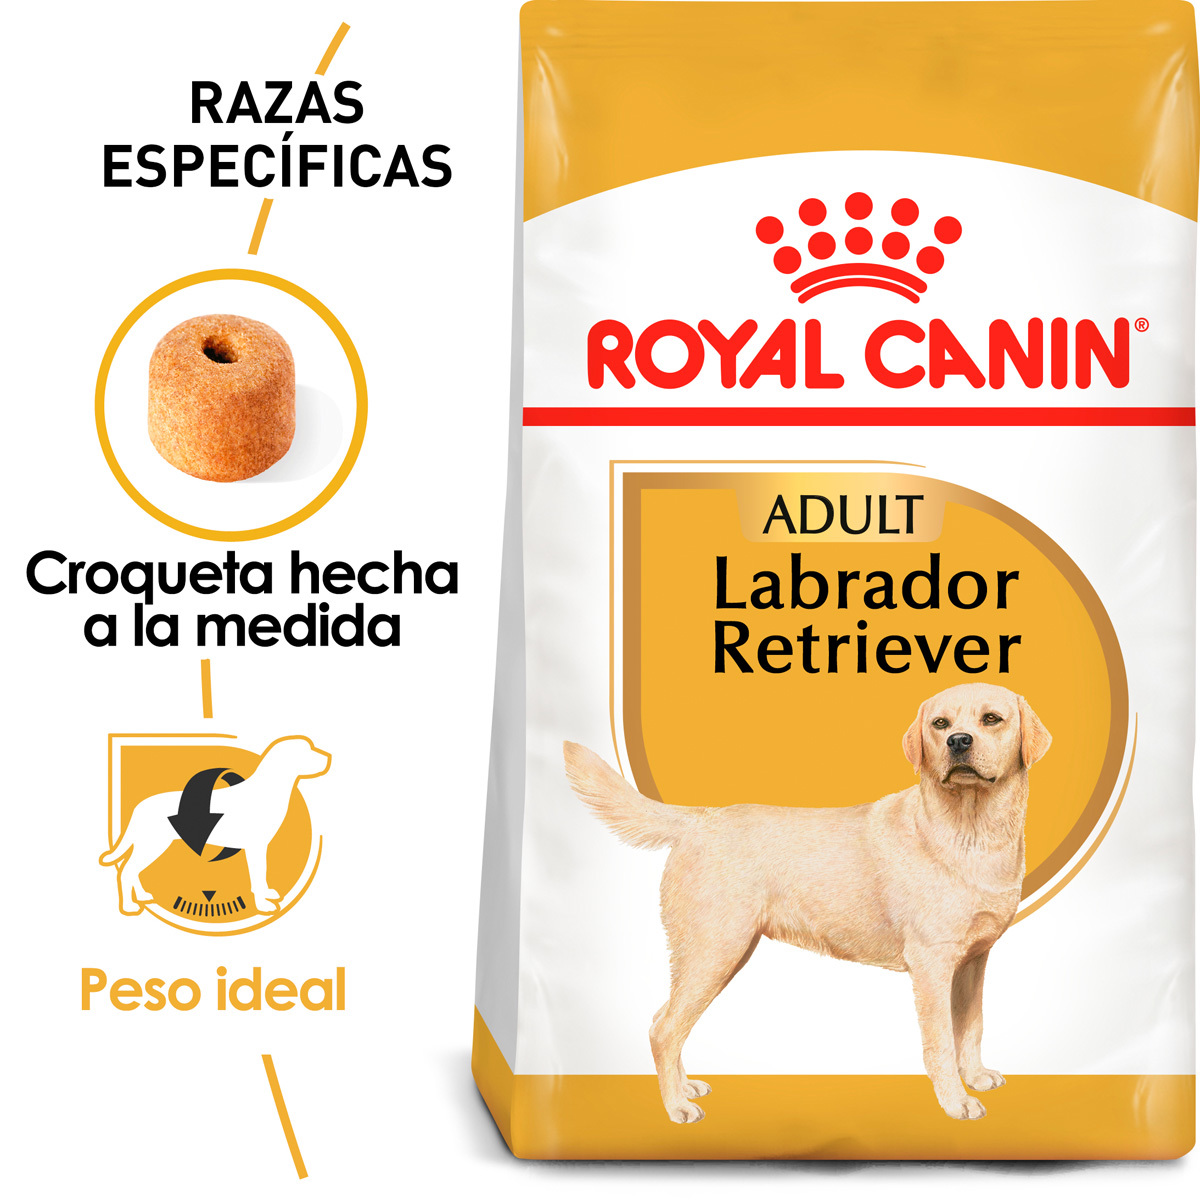 RAZAS
ESPECÍFICAS
Croqueta hecha
a la medida
Peso ideal
ROYAL CANIN®
ADULT
Labrador
Retriever